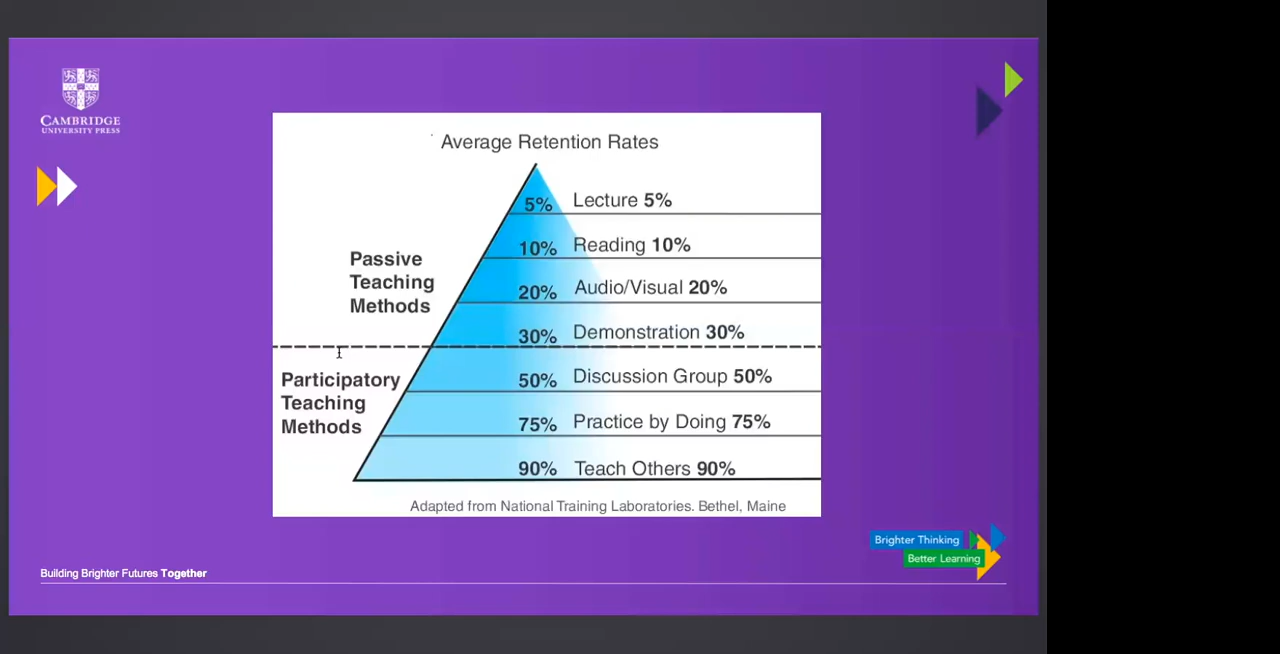 CAMBRIDGE
UNIVERSITY PRESS
Average Retention Rates
5% Lecture 5%
10% Reading 10%
Passive
Teaching
Methods
20% Audio/Visual 20%
30% Demonstration 30%
Participatory
Teaching
Methods
50% Discussion Group 50%
75% Practice by Doing 75%
90% Teach Others 90%
Adapted from National Training Laboratories. Bethel, Maine
Brighter Thinking
Better Learning
Building Brighter Futures Together